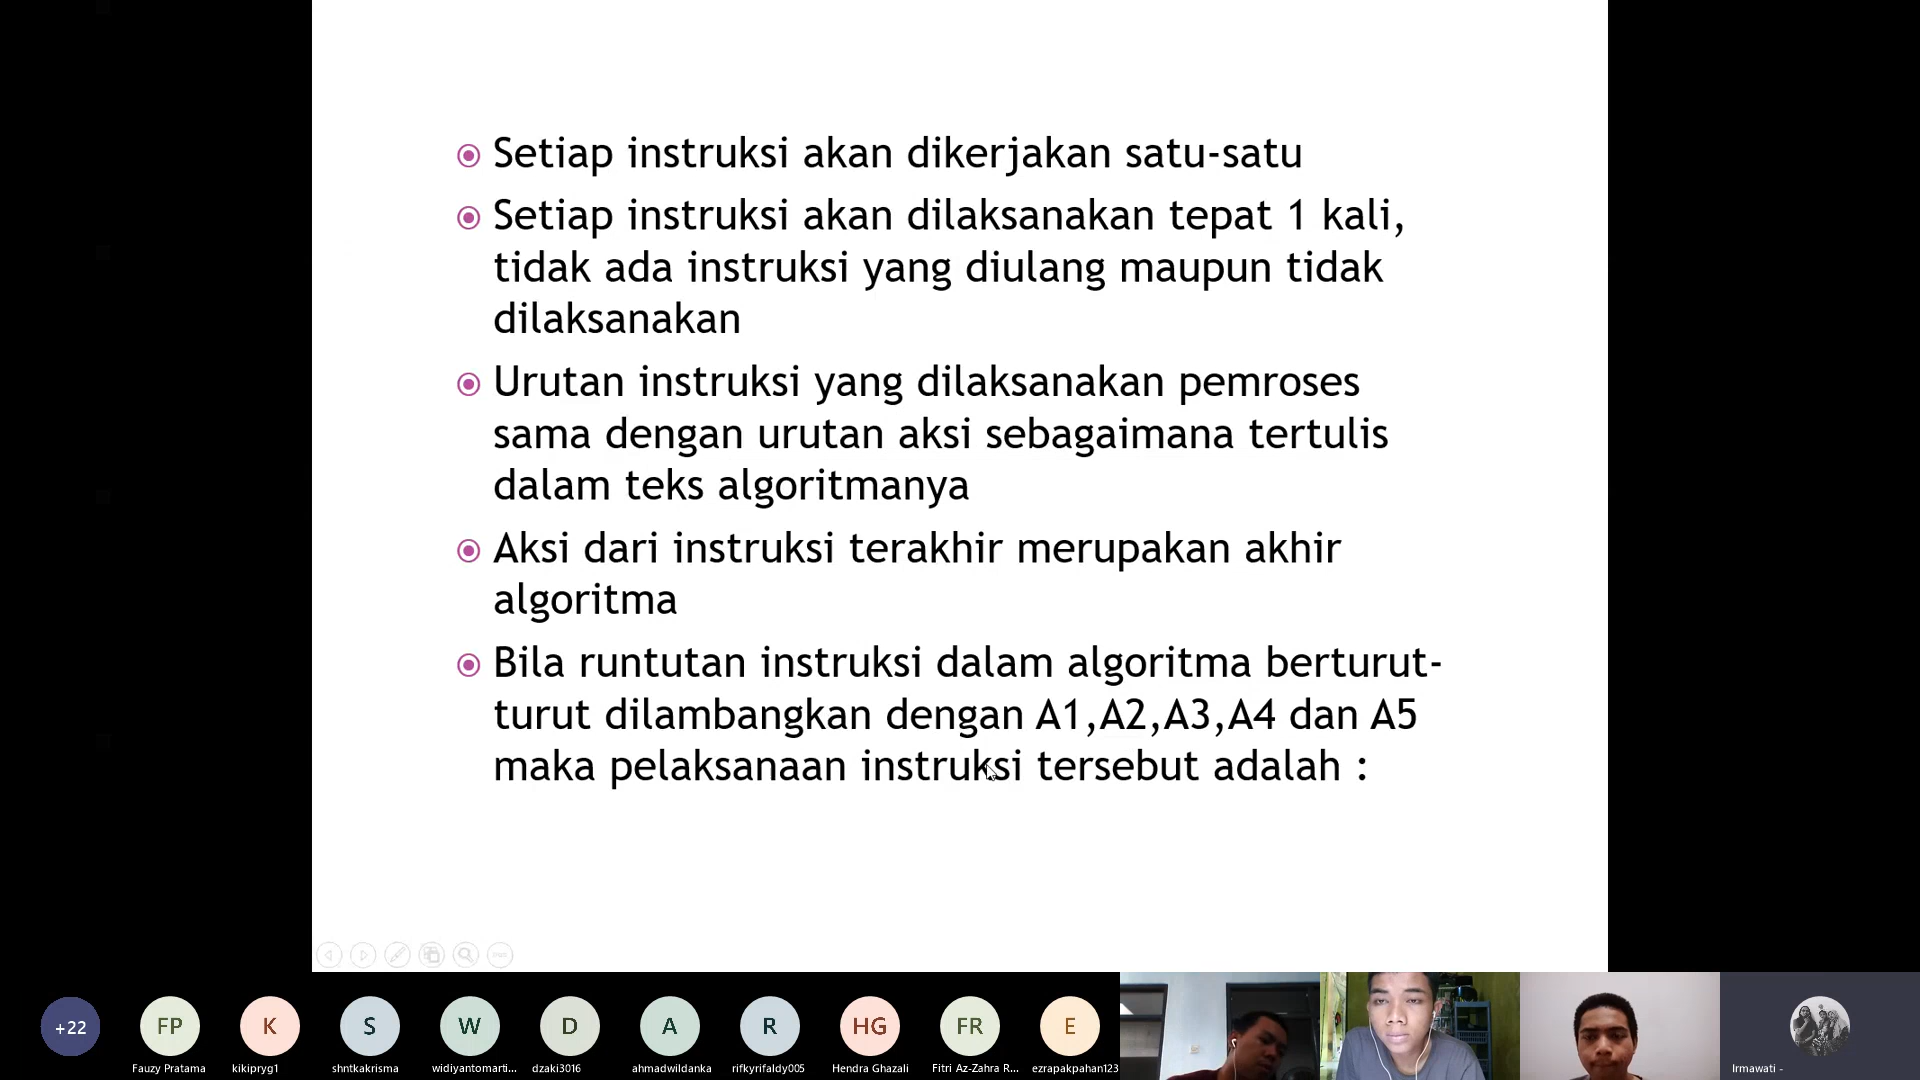 Setiap instruksi akan dikerjakan satu-satu
Setiap instruksi akan dilaksanakan tepat 1 kali,
tidak ada instruksi yang diulang maupun tidak
dilaksanakan
Urutan instruksi yang dilaksanakan pemroses
sama dengan urutan aksi sebagaimana tertulis
dalam teks algoritmanya
Aksi dari instruksi terakhir merupakan akhir
algoritma
Bila runtutan instruksi dalam algoritma berturut-
turut dilambangkan dengan A1,A2,A3,A4 dan A5
maka pelaksanaan instruksi tersebut adalah :
+22
FP
K
S
W
D
A
R
HG
FR
E
Fauzy Pratama
kikipryg1
shntkakrisma
widiyantomarti...
dzaki3016
ahmadwildanka
rifkyrifaldy005
Hendra Ghazali
Fitri Az-Zahra R...
ezrapakpahan123
Irmawati -